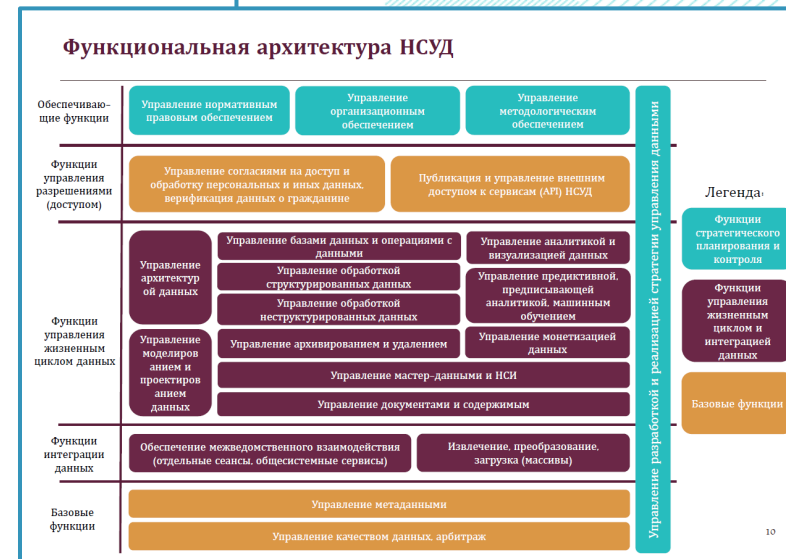 Функциональная архитектура НСУД
Обеспечиваю-
щие функции
Управление нормативным
правовым обеспечением
Управление
организационным
обеспечением
Управление
методологическим
обеспечением
Функции
управления
разрешениями
(доступом)
Управление согласиями на доступ и
обработку персональных и иных данных,
верификация данных о гражданине
Публикация и управление внешним
доступом к сервисам (API) НСУД
Функции
управления
жизненным
циклом данных
Управление
архитектур
ой данных
Управление
моделиров
анием и
проектиров
анием
данных
Управление базами данных и операциями с
данными
Управление обработкой
структурированных данных
Управление обработкой
неструктурированных данных
Управление архивированием и удалением
Управление аналитикой и
визуализацией данных
Управление предиктивной,
предписывающей
аналитикой, машинным
обучением
Управление монетизацией
данных
Управление мастер-данными и НСИ
Управление документами и содержимым
Функции
интеграции
данных
Обеспечение межведомственного взаимодействия
(отдельные сеансы, общесистемные сервисы)
Извлечение, преобразование,
загрузка (массивы)
Базовые
функции
Управление метаданными
Управление качеством данных, арбитраж
Управление разработкой и реализацией стратегии управления данными
Легенда:
Функции
стратегического
планирования и
контроля
Функции
управления
жизненным
циклом и
интеграцией
данных
Базовые функции
10